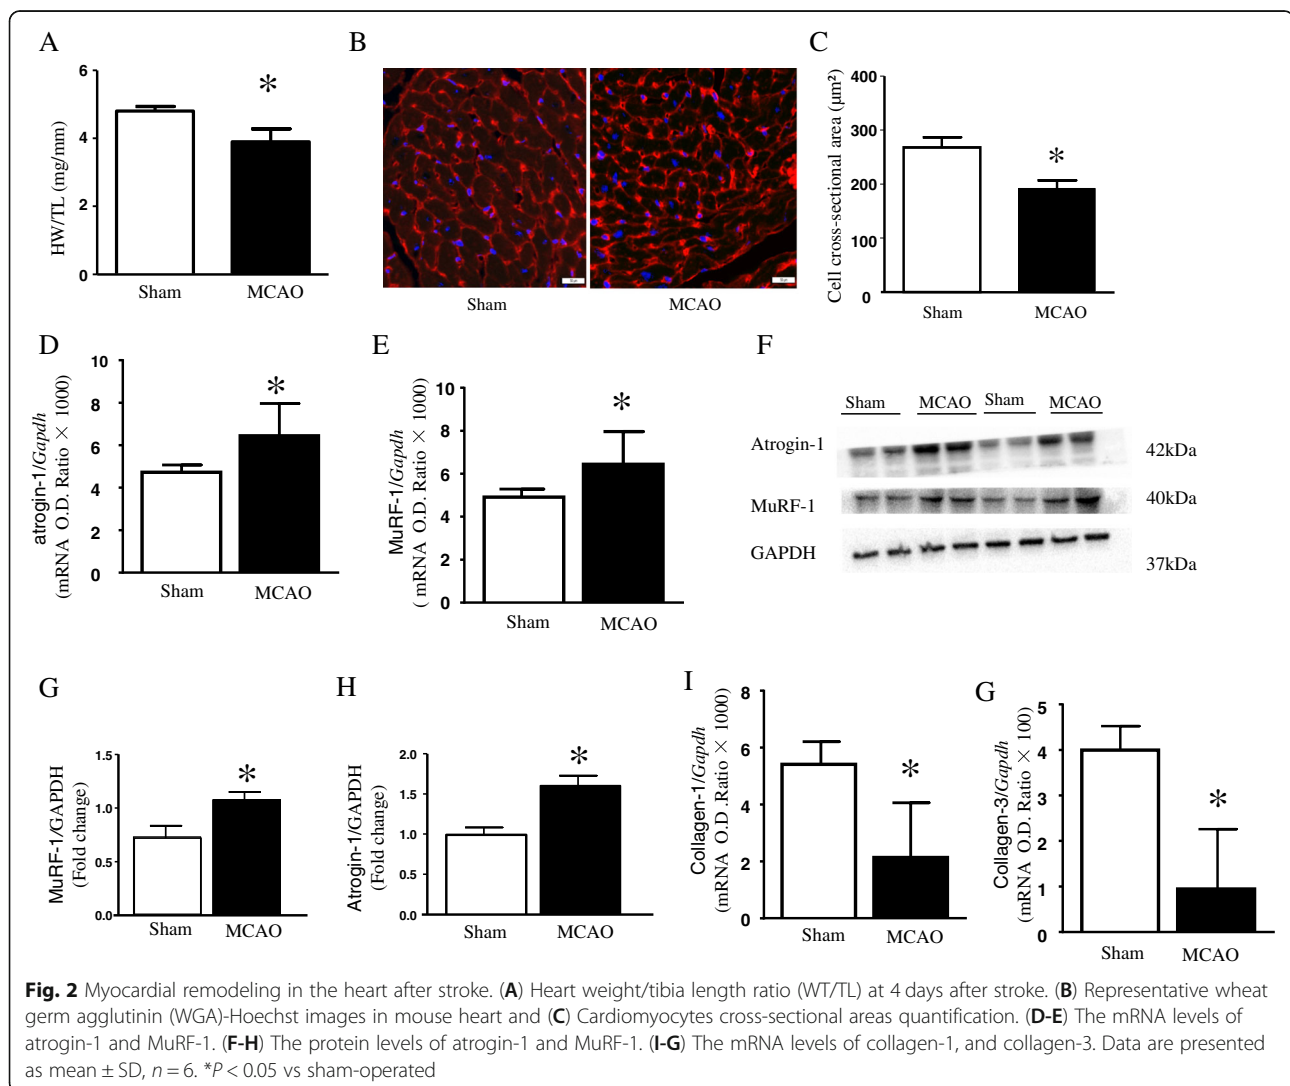 A
HW/TL (mg/mm)
6
4
2
0
*
Sham
MCAO
B
Sham
MCAO
C
Cell cross-sectional area (µm²)
400
300
200
100
0
*
Sham
MCAO
D
atrogin-1/Gapdh
(mRNA O.D. Ratio × 1000)
10
8
6
4
2
0
*
Sham
MCAO
E
MuRF-1/Gapdh
( mRNA O.D. Ratio × 1000)
10
8
6
4
2
0
*
Sham
MCAO
F
Sham MCAO Sham MCAO
Atrogin-1 42kDa
MuRF-1 40kDa
GAPDH 37kDa
G
MuRF-1/GAPDH
(Fold change)
1.5
1.0
0.5
0.0
*
Sham
MCAO
H
Atrogin-1/GAPDH
(Fold change)
2.0
1.5
1.0
0.5
0.0
*
Sham
MCAO
I
Collagen-1/Gapdh
(mRNA O.D. Ratio × 1000)
8
6
4
2
0
*
Sham
MCAO
G
Collagen-3/Gapdh
(mRNA O.D. Ratio × 100)
5
4
3
2
1
0
*
Sham
MCAO
Fig. 2 Myocardial remodeling in the heart after stroke. (A) Heart weight/tibia length ratio (WT/TL) at 4 days after stroke. (B) Representative wheat
germ agglutinin (WGA)-Hoechst images in mouse heart and (C) Cardiomyocytes cross-sectional areas quantification. (D-E) The mRNA levels of
atrogin-1 and MuRF-1. (F-H) The protein levels of atrogin-1 and MuRF-1. (I-G) The mRNA levels of collagen-1, and collagen-3. Data are presented
as mean ± SD, n = 6. *P < 0.05 vs sham-operated